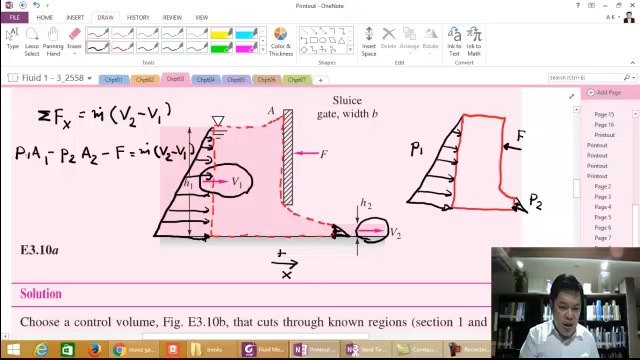 Printout - OneNote
FILE HOME INSERT DRAW HISTORY REVIEW VIEW
A K
Type
Lasso Select
Panning Hand
Eraser
Color & Thickness
Insert Space
Delete
Arrange
Rotate
Ink to Text
Ink to Math
Tools
Shapes
Edit
Convert
Fluid 1 - 3_2558
Chpt01
Chpt02
Chpt03
Chpt04
Chpt05
Chpt06
Chpt07
+
Add Page
Page 15
Page 16
Printout
Printout
Printout
Printout
Printout
Page 2
Page 3
Page 4
Page 5
Page 6
Page 7
ΣFx = ṁ (V2 - V1)
P1A1 - P2A2 - F = ṁ(V2-V1)
A
Sluice
gate, width b
F
h1
V1
h2
V2
+
x
P1
F
P2
E3.10a
Solution
Choose a control volume, Fig. E3.10b, that cuts through known regions (section 1 and
books